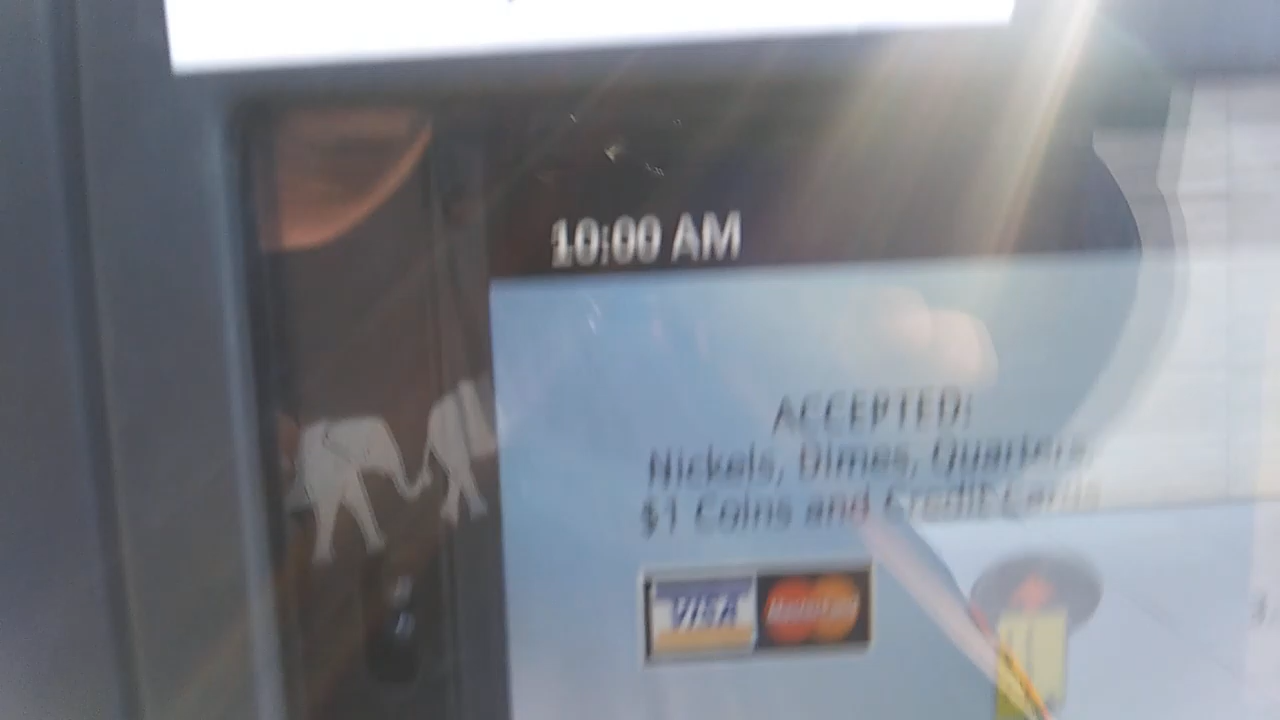 10:00 AM
ACCEPTED:
Nickels, Dimes, Quarters,
$1 Coins and Credit Cards
VISA
MasterCard